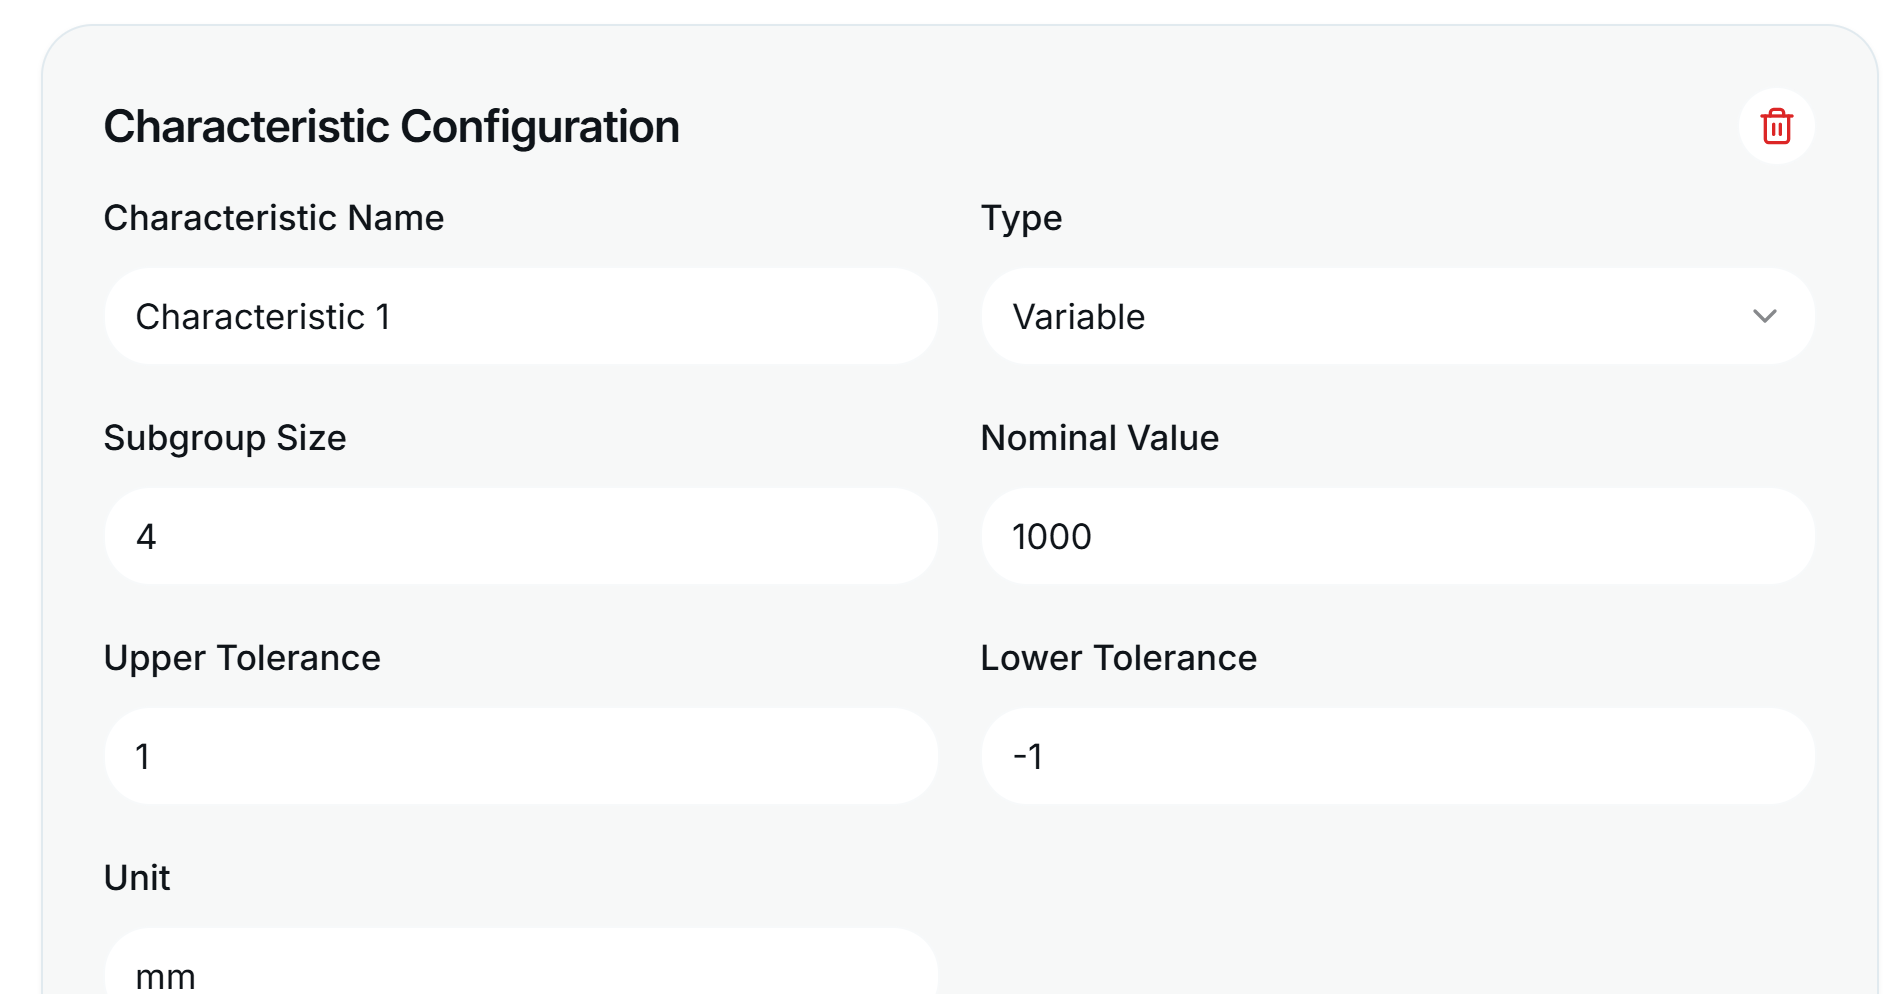 Characteristic Configuration
Characteristic Name
Type
Characteristic 1
Variable
Subgroup Size
Nominal Value
4
1000
Upper Tolerance
Lower Tolerance
1
-1
Unit
mm